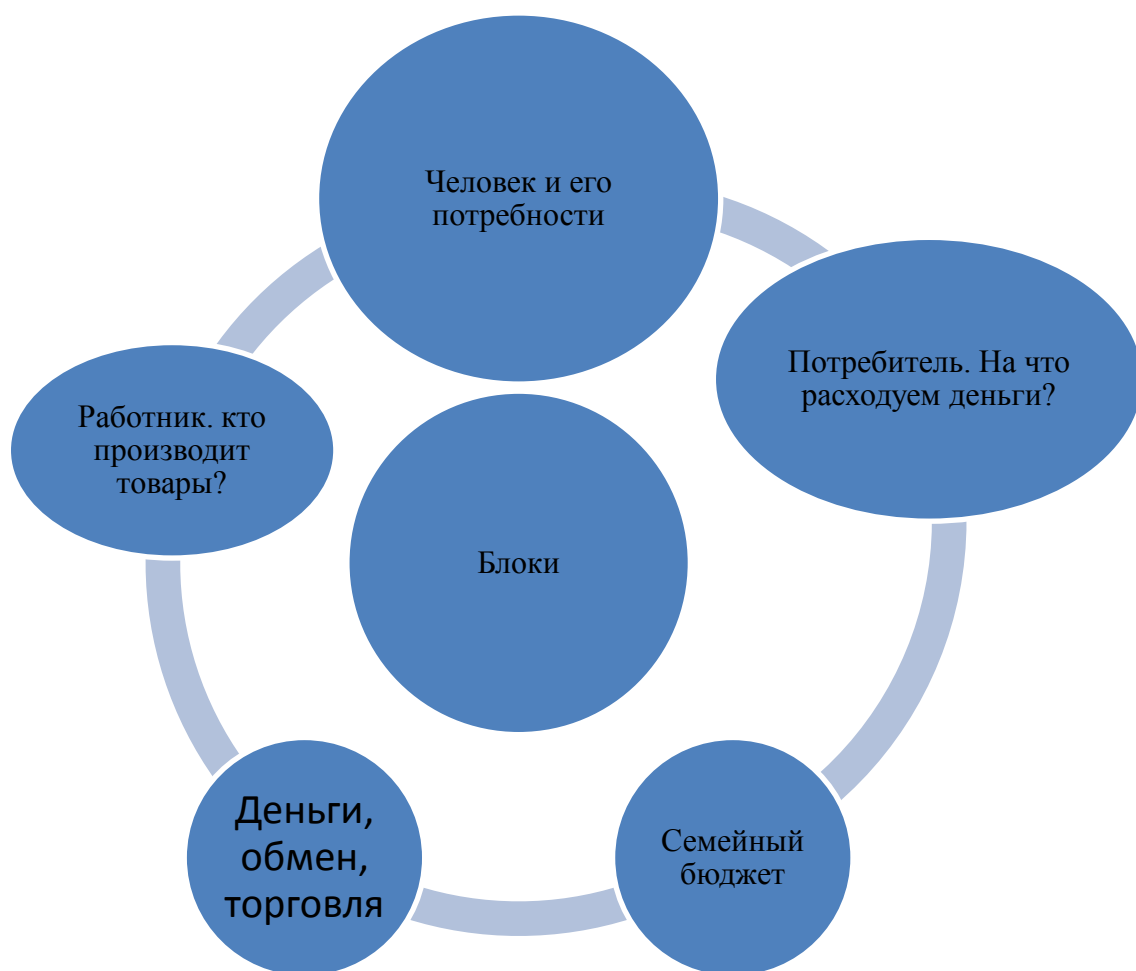 Человек и его
потребности
Потребитель. На что
расходуем деньги?
Работник. кто
производит
товары?
Блоки
Деньги,
обмен,
торговля
Семейный
бюджет